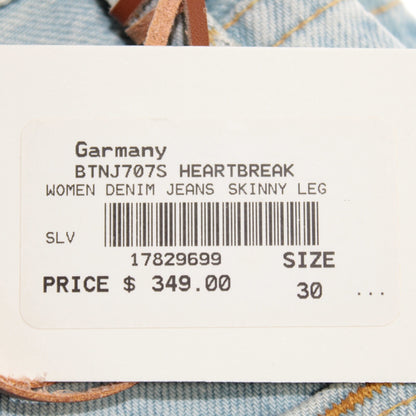 Garmany
BTNJ707S HEARTBREAK
WOMEN DENIM JEANS SKINNY LEG
SLV
17829699
SIZE
PRICE $ 349.00
30 ...